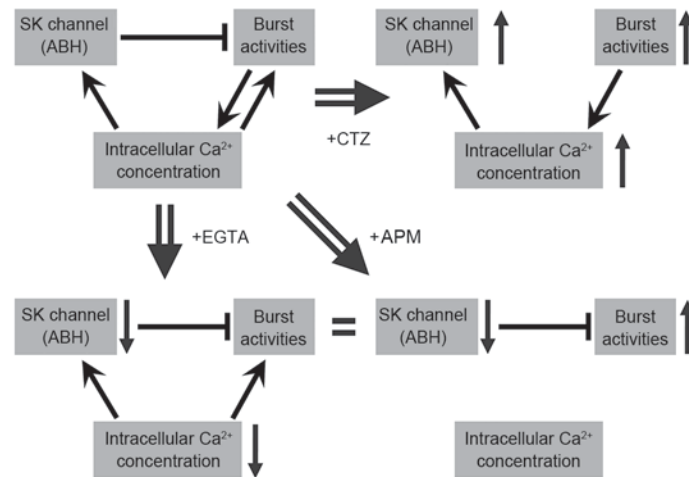 SK channel
(ABH)
Burst
activities
Intracellular Ca²⁺
concentration
+CTZ
SK channel
(ABH)
Burst
activities
Intracellular Ca²⁺
concentration
+EGTA
+APM
SK channel
(ABH)
Burst
activities
=
SK channel
(ABH)
Burst
activities
Intracellular Ca²⁺
concentration
Intracellular Ca²⁺
concentration